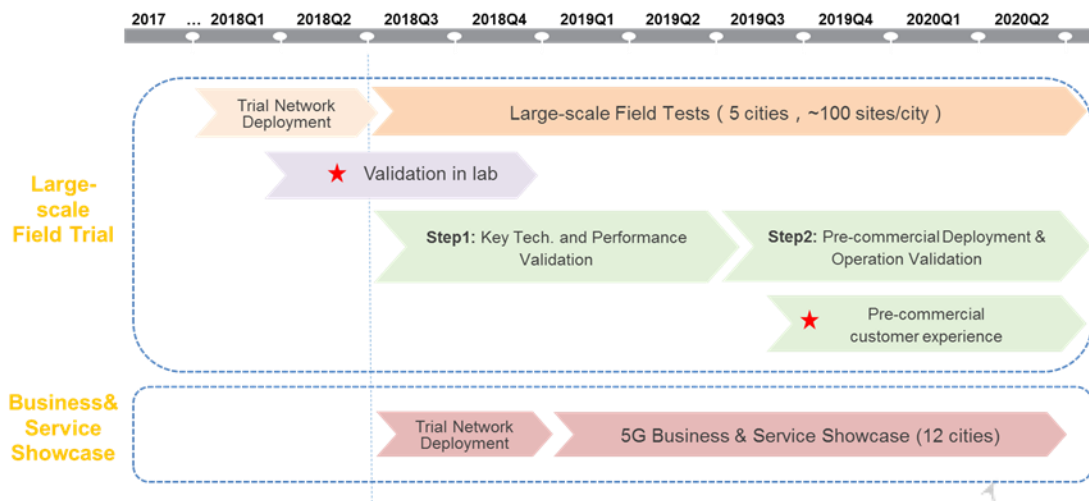 2017 ... 2018Q1 2018Q2 2018Q3 2018Q4 2019Q1 2019Q2 2019Q3 2019Q4 2020Q1 2020Q2
Large-
scale
Field Trial
Trial Network
Deployment
Large-scale Field Tests ( 5 cities , ~100 sites/city )
Validation in lab
Step1: Key Tech. and Performance
Validation
Step2: Pre-commercial Deployment &
Operation Validation
Pre-commercial
customer experience
Business&
Service
Showcase
Trial Network
Deployment
5G Business & Service Showcase (12 cities)